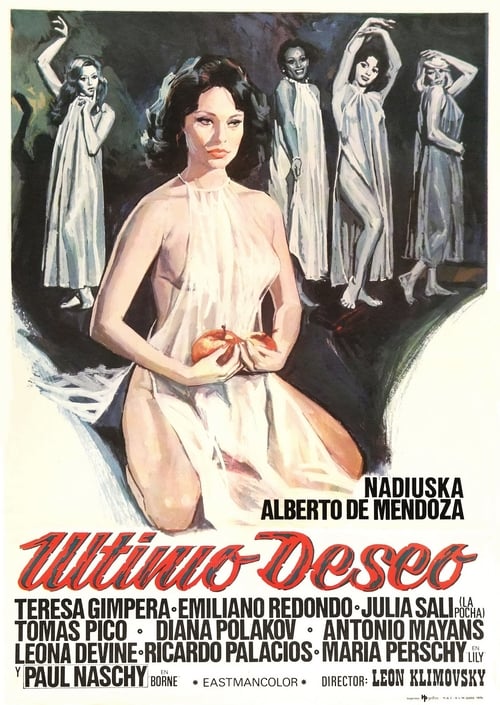 NADIUSKA
ALBERTO DE MENDOZA
Ultimo Deseo
TERESA GIMPERA · EMILIANO REDONDO · JULIA SALI (LA POCHA)
TOMAS PICO · DIANA POLAKOV · ANTONIO MAYANS
LEONA DEVINE · RICARDO PALACIOS · MARIA PERSCHY EN LILY
Y PAUL NASCHY EN BORNE · EASTMANCOLOR · DIRECTOR: LEON KLIMOVSKY